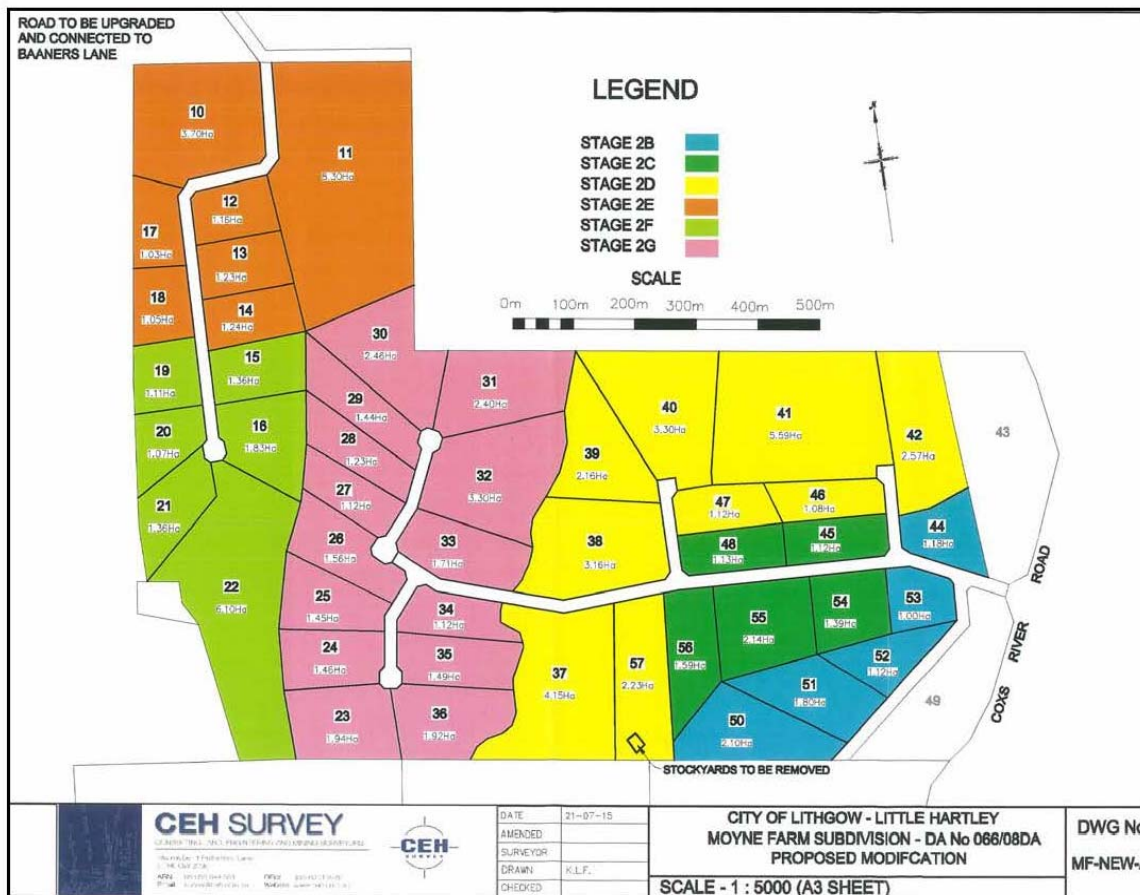 ROAD TO BE UPGRADED
AND CONNECTED TO
BAANERS LANE
LEGEND
STAGE 2B
STAGE 2C
STAGE 2D
STAGE 2E
STAGE 2F
STAGE 2G
SCALE
0m 100m 200m 300m 400m 500m
10
3.70Ha
11
5.30Ha
12
1.16Ha
17
1.03Ha
13
1.23Ha
18
1.05Ha
14
1.24Ha
30
2.46Ha
15
1.36Ha
19
1.11Ha
31
2.40Ha
29
1.44Ha
40
3.30Ha
41
5.59Ha
42
2.57Ha
43
20
1.07Ha
16
1.83Ha
28
1.23Ha
39
2.16Ha
32
3.30Ha
27
1.12Ha
47
1.12Ha
46
1.08Ha
21
1.36Ha
26
1.56Ha
33
1.71Ha
38
3.16Ha
48
1.13Ha
45
1.12Ha
44
1.18Ha
22
6.10Ha
25
1.45Ha
34
1.12Ha
53
1.00Ha
54
1.39Ha
55
2.14Ha
56
1.59Ha
24
1.46Ha
35
1.49Ha
37
4.15Ha
57
2.23Ha
52
1.12Ha
51
1.80Ha
49
COXS RIVER ROAD
23
1.94Ha
36
1.92Ha
50
2.10Ha
STOCKYARDS TO BE REMOVED
CEH SURVEY
CEH
SURVEY
DATE 21-07-15
AMENDED
SURVEYOR
DRAWN K.L.F.
CHECKED
CITY OF LITHGOW - LITTLE HARTLEY
MOYNE FARM SUBDIVISION - DA No 066/08DA
PROPOSED MODIFCATION
SCALE - 1 : 5000 (A3 SHEET)
DWG No
MF-NEW-